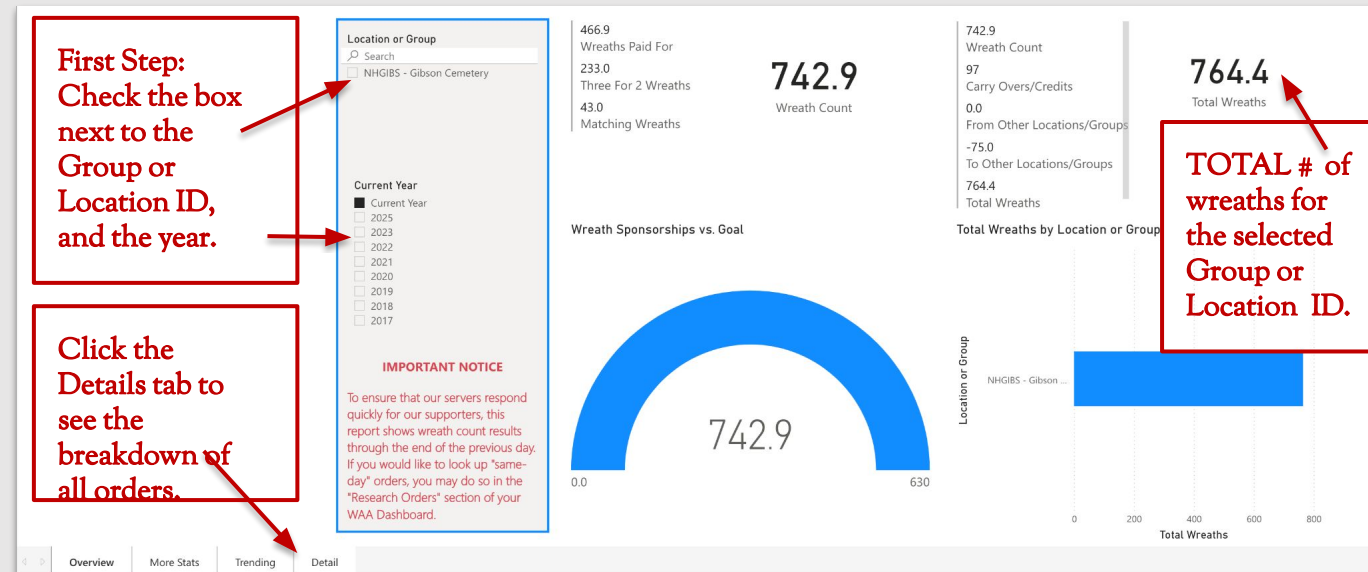 First Step:
Check the box
next to the
Group or
Location ID,
and the year.
Click the
Details tab to
see the
breakdown of
all orders.
Location or Group
Search
NHGIBS - Gibson Cemetery
Current Year
Current Year
2025
2023
2022
2021
2020
2019
2018
2017
IMPORTANT NOTICE
To ensure that our servers respond
quickly for our supporters, this
report shows wreath count results
through the end of the previous day.
If you would like to look up "same-
day" orders, you may do so in the
"Research Orders" section of your
WAA Dashboard.
466.9
Wreaths Paid For
233.0
Three For 2 Wreaths
43.0
Matching Wreaths
742.9
Wreath Count
742.9
Wreath Count
97
Carry Overs/Credits
0.0
From Other Locations/Groups
-75.0
To Other Locations/Groups
764.4
Total Wreaths
764.4
Total Wreaths
TOTAL # of
wreaths for
the selected
Group or
Location ID.
Wreath Sponsorships vs. Goal
742.9
0.0
630
Total Wreaths by Location or Group
Location or Group
NHGIBS - Gibson ...
0 200 400 600 800
Total Wreaths
Overview More Stats Trending Detail